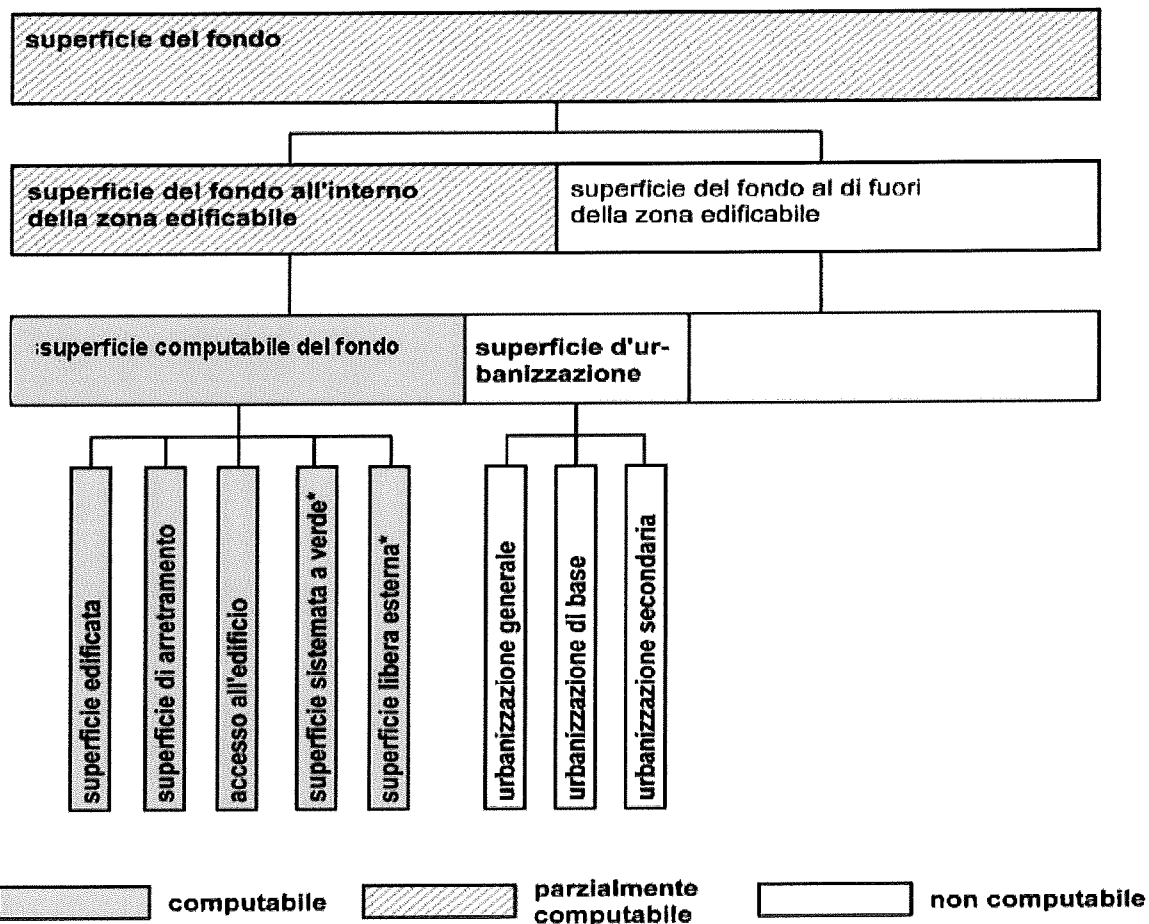 superficie del fondo
superficie del fondo all'interno
della zona edificabile
superficie del fondo al di fuori
della zona edificabile
superficie computabile del fondo
superficie d'ur-
banizzazione
superficie edificata
superficie di arretramento
accesso all'edificio
superficie sistemata a verde*
superficie libera esterna*
urbanizzazione generale
urbanizzazione di base
urbanizzazione secondaria
computabile
parzialmente
computabile
non computabile